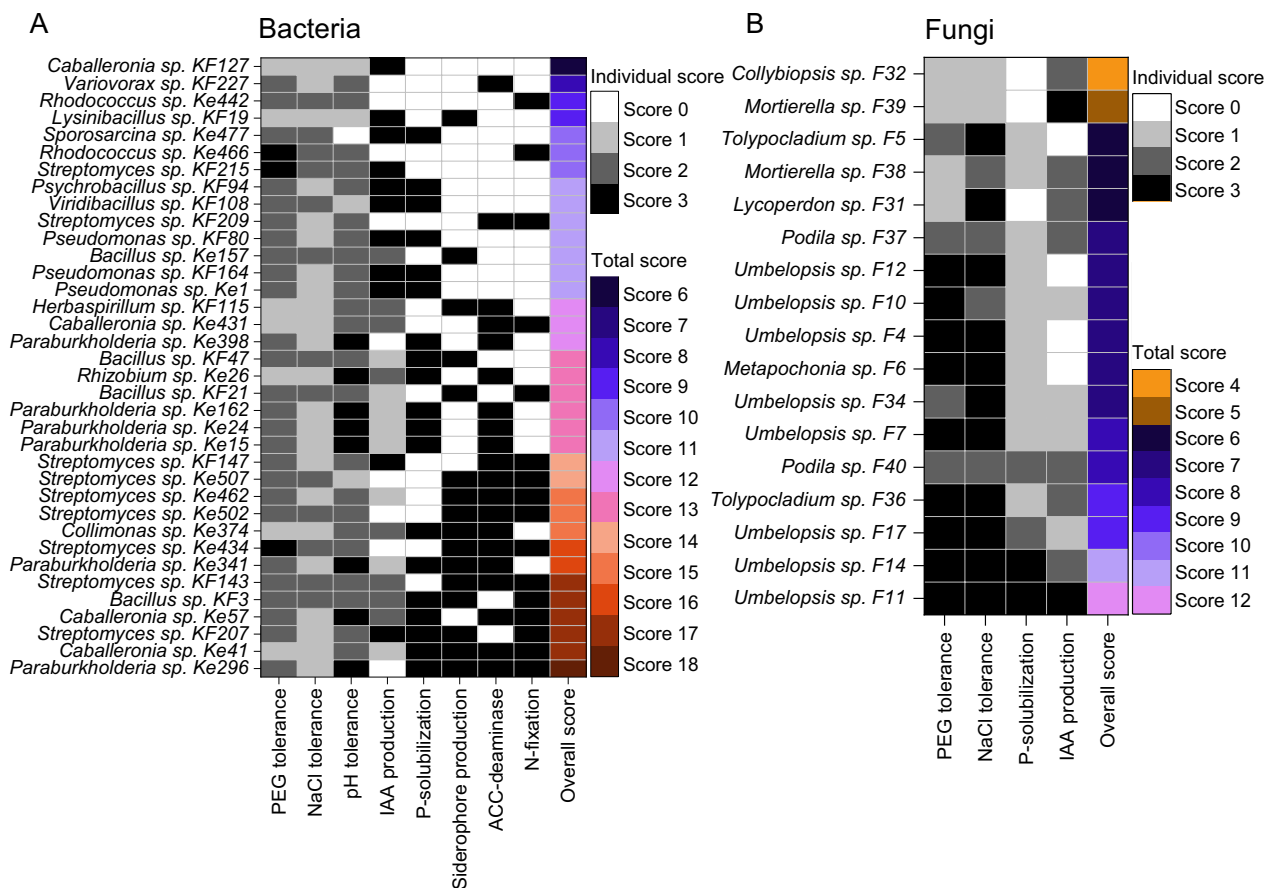 A
Bacteria
Caballeronia sp. KF127
Variovorax sp. KF227
Rhodococcus sp. Ke442
Lysinibacillus sp. KF19
Sporosarcina sp. Ke477
Rhodococcus sp. Ke466
Streptomyces sp. KF215
Psychrobacillus sp. KF94
Viridibacillus sp. KF108
Streptomyces sp. KF209
Pseudomonas sp. KF80
Bacillus sp. Ke157
Pseudomonas sp. KF164
Pseudomonas sp. Ke1
Herbaspirillum sp. KF115
Caballeronia sp. Ke431
Paraburkholderia sp. Ke398
Bacillus sp. KF47
Rhizobium sp. Ke26
Bacillus sp. KF21
Paraburkholderia sp. Ke162
Paraburkholderia sp. Ke24
Paraburkholderia sp. Ke15
Streptomyces sp. KF147
Streptomyces sp. Ke507
Streptomyces sp. Ke462
Streptomyces sp. Ke502
Collimonas sp. Ke374
Streptomyces sp. Ke434
Paraburkholderia sp. Ke341
Streptomyces sp. KF143
Bacillus sp. KF3
Caballeronia sp. Ke57
Streptomyces sp. KF207
Caballeronia sp. Ke41
Paraburkholderia sp. Ke296
PEG tolerance
NaCl tolerance
pH tolerance
IAA production
P-solubilization
Siderophore production
ACC-deaminase
N-fixation
Overall score
Individual score
Score 0
Score 1
Score 2
Score 3
Total score
Score 6
Score 7
Score 8
Score 9
Score 10
Score 11
Score 12
Score 13
Score 14
Score 15
Score 16
Score 17
Score 18
B
Fungi
Collybiopsis sp. F32
Mortierella sp. F39
Tolypocladium sp. F5
Mortierella sp. F38
Lycoperdon sp. F31
Podila sp. F37
Umbelopsis sp. F12
Umbelopsis sp. F10
Umbelopsis sp. F4
Metapochonia sp. F6
Umbelopsis sp. F34
Umbelopsis sp. F7
Podila sp. F40
Tolypocladium sp. F36
Umbelopsis sp. F17
Umbelopsis sp. F14
Umbelopsis sp. F11
PEG tolerance
NaCl tolerance
P-solubilization
IAA production
Overall score
Individual score
Score 0
Score 1
Score 2
Score 3
Total score
Score 4
Score 5
Score 6
Score 7
Score 8
Score 9
Score 10
Score 11
Score 12